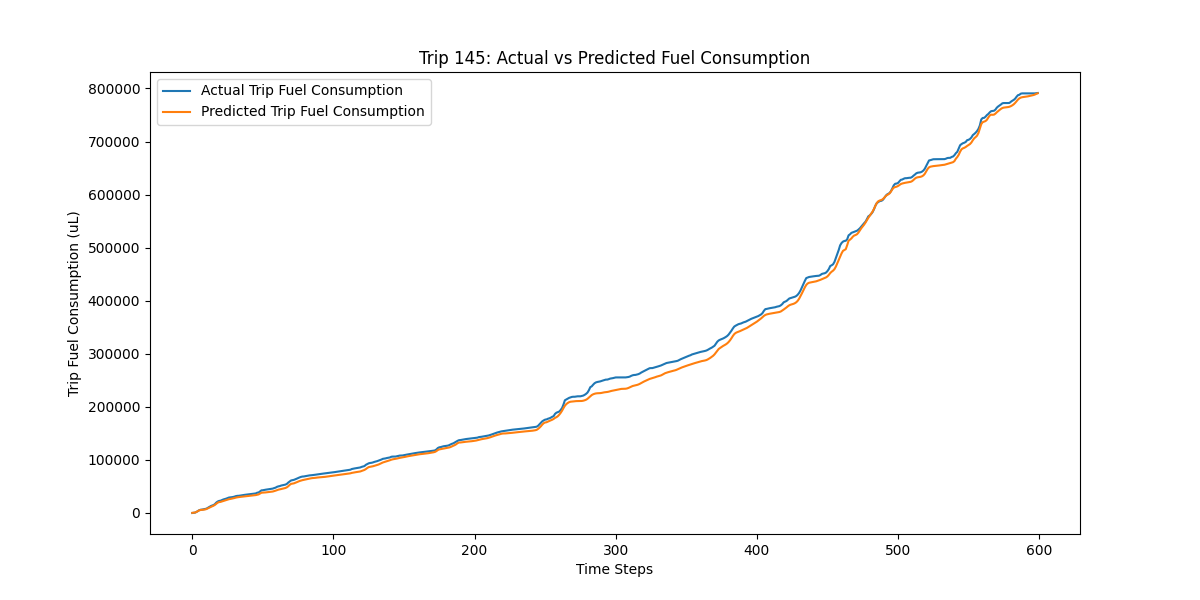 Trip 145: Actual vs Predicted Fuel Consumption
Actual Trip Fuel Consumption
Predicted Trip Fuel Consumption
Trip Fuel Consumption (uL)
800000
700000
600000
500000
400000
300000
200000
100000
0
0 100 200 300 400 500 600
Time Steps